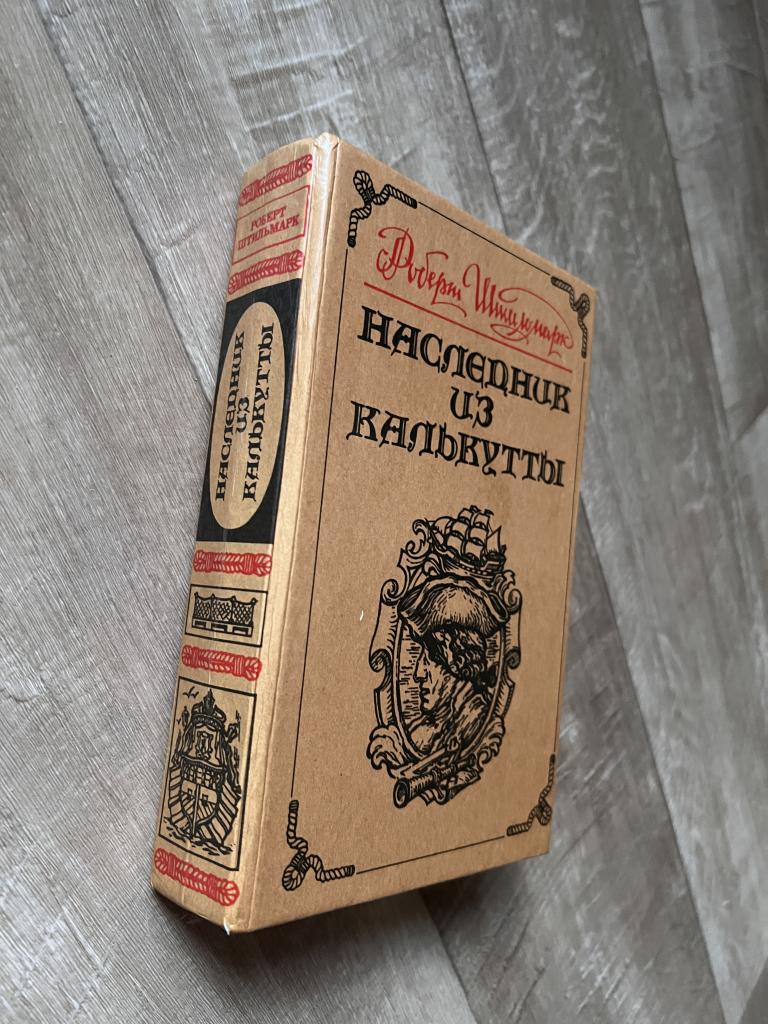 РОБЕРТ
ШТИЛЬМАРК
НАСЛЕДНИК
ИЗ
КАЛЬКУТТЫ
Роберт Штильмарк
НАСЛЕДНИК
ИЗ
КАЛЬКУТТЫ